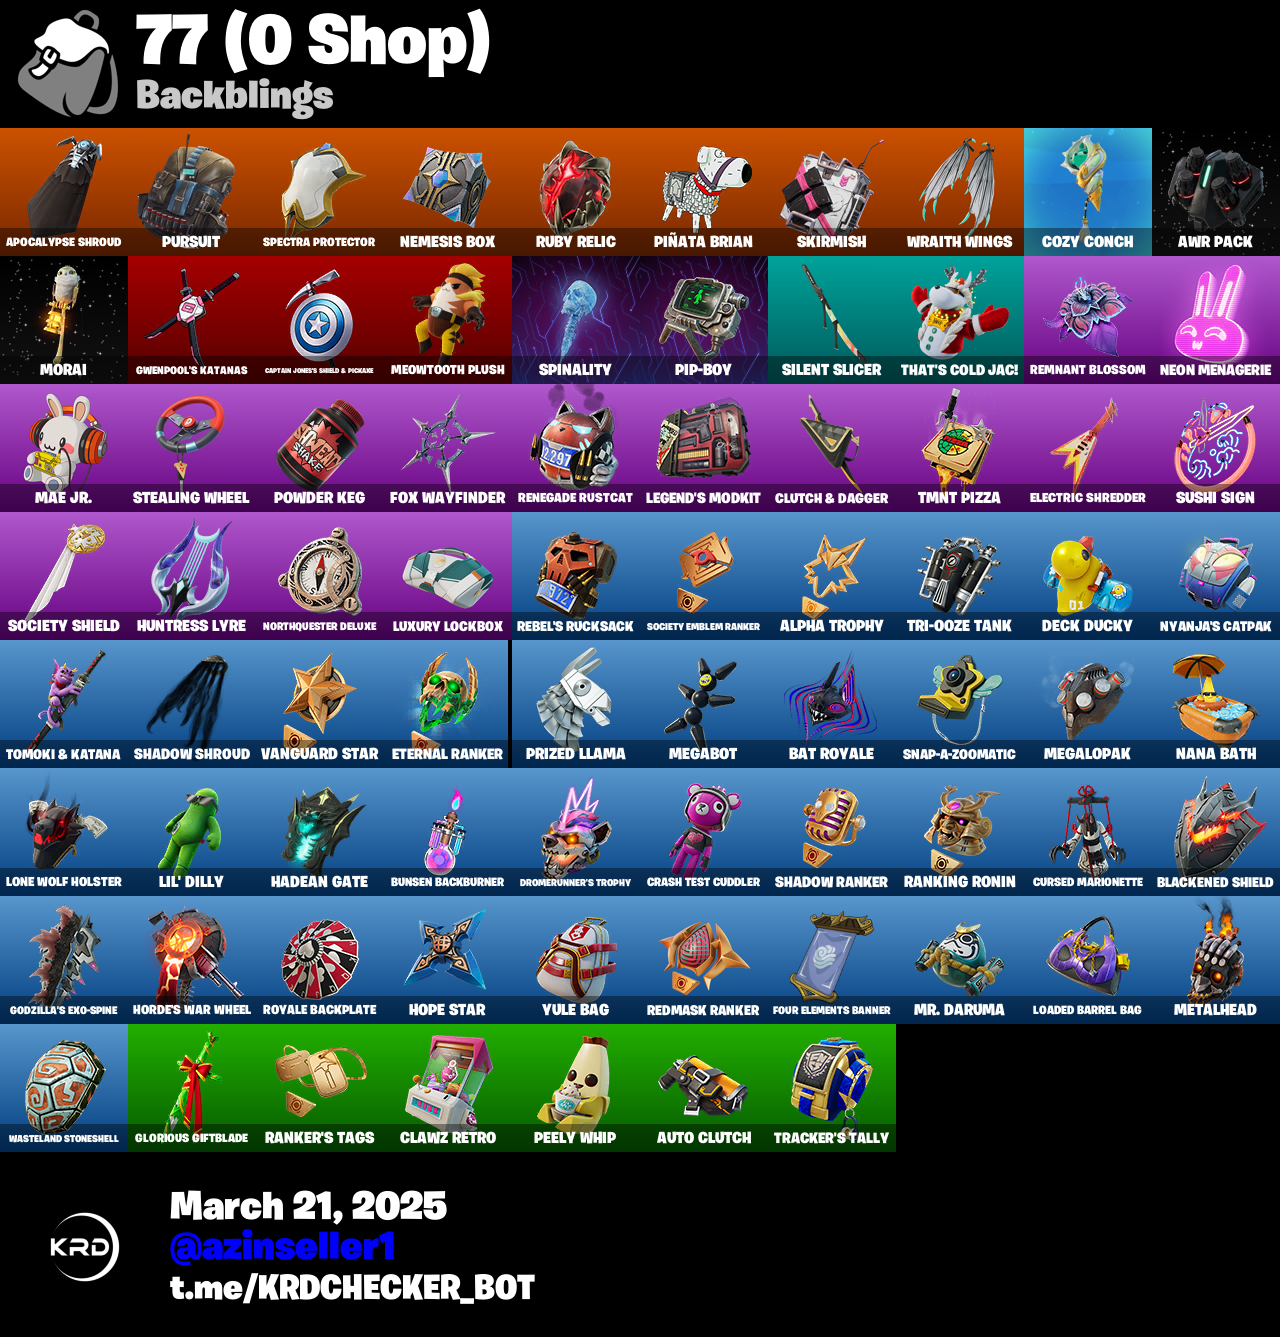 77 (0 Shop)
Backblings
APOCALYPSE SHROUD
PURSUIT
SPECTRA PROTECTOR
NEMESIS BOX
RUBY RELIC
PIÑATA BRIAN
SKIRMISH
WRAITH WINGS
COZY CONCH
AWR PACK
MORAI
GWENPOOL'S KATANAS
CAPTAIN JONES'S SHIELD & PICKAXE
MEOWTOOTH PLUSH
SPINALITY
PIP-BOY
SILENT SLICER
THAT'S COLD JAC!
REMNANT BLOSSOM
NEON MENAGERIE
MAE JR.
STEALING WHEEL
POWDER KEG
FOX WAYFINDER
RENEGADE RUSTCAT
LEGEND'S MODKIT
CLUTCH & DAGGER
TMNT PIZZA
ELECTRIC SHREDDER
SUSHI SIGN
SOCIETY SHIELD
HUNTRESS LYRE
NORTHQUESTER DELUXE
LUXURY LOCKBOX
REBEL'S RUCKSACK
SOCIETY EMBLEM RANKER
ALPHA TROPHY
TRI-OOZE TANK
01
DECK DUCKY
NYANJA'S CATPAK
TOMOKI & KATANA
SHADOW SHROUD
VANGUARD STAR
ETERNAL RANKER
PRIZED LLAMA
MEGABOT
BAT ROYALE
SNAP-A-ZOOMATIC
MEGALOPAK
NANA BATH
LONE WOLF HOLSTER
LIL' DILLY
HADEAN GATE
BUNSEN BACKBURNER
DROMERUNNER'S TROPHY
CRASH TEST CUDDLER
SHADOW RANKER
RANKING RONIN
CURSED MARIONETTE
BLACKENED SHIELD
GODZILLA'S EXO-SPINE
HORDE'S WAR WHEEL
ROYALE BACKPLATE
HOPE STAR
YULE BAG
REDMASK RANKER
FOUR ELEMENTS BANNER
MR. DARUMA
LOADED BARREL BAG
METALHEAD
WASTELAND STONESHELL
GLORIOUS GIFTBLADE
RANKER'S TAGS
CLAWZ RETRO
PEELY WHIP
AUTO CLUTCH
TRACKER'S TALLY
KRD
March 21, 2025
@azinseller1
t.me/KRDCHECKER_BOT